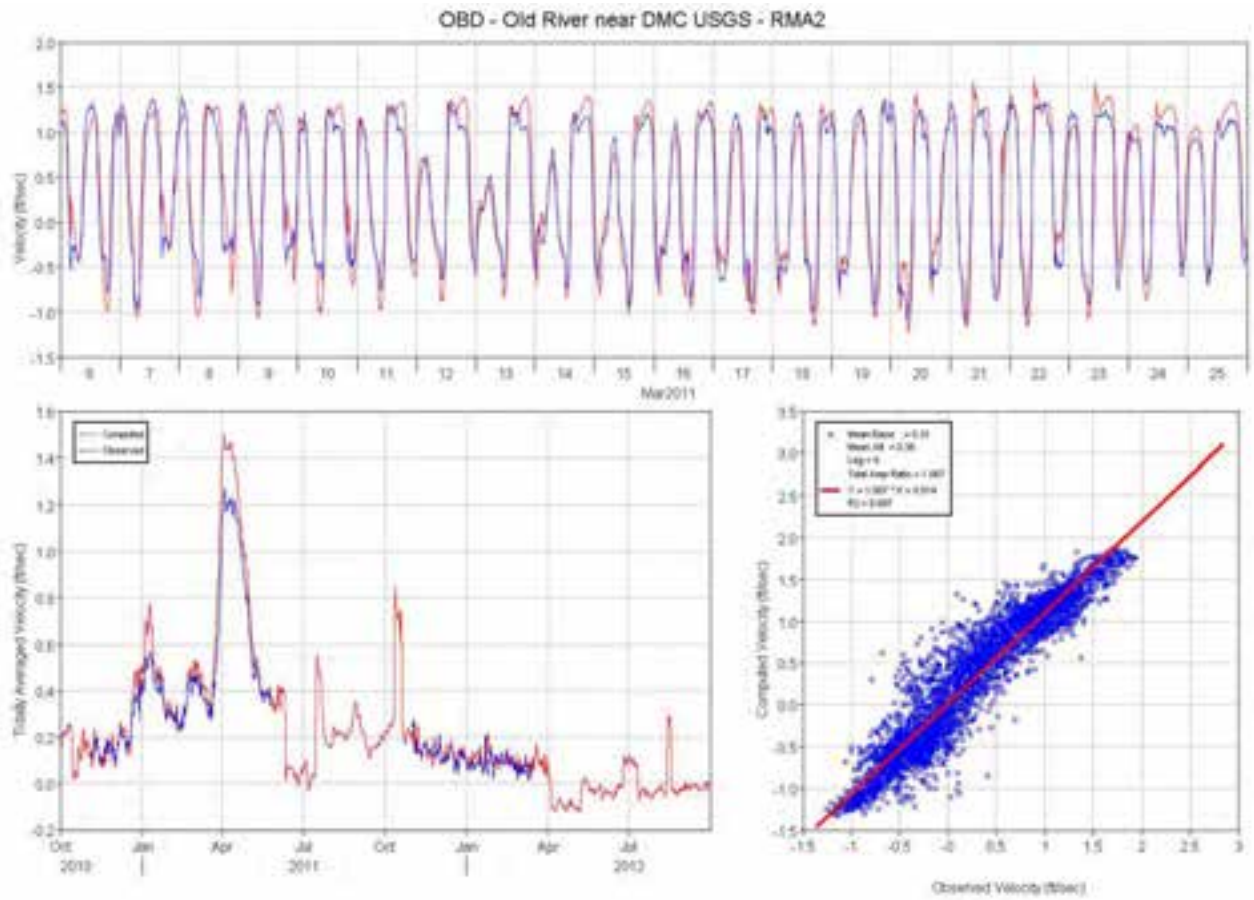 OBD - Old River near DMC USGS - RMA2
Velocity (ft/sec)
2.0
1.5
1.0
0.5
0.0
-0.5
-1.0
-1.5
6 7 8 9 10 11 12 13 14 15 16 17 18 19 20 21 22 23 24 25
Mar2011
Tidally Averaged Velocity (ft/sec)
1.6
1.4
1.2
1.0
0.8
0.6
0.4
0.2
0.0
-0.2
Computed
Observed
Oct Jan Apr Jul Oct Jan Apr Jul
2010 2011 2012
Computed Velocity (ft/sec)
3.5
3.0
2.5
2.0
1.5
1.0
0.5
0.0
-0.5
-1.0
-1.5
Total Amp Ratio
-1.5 -1 -0.5 -0 0.5 1 1.5 2 2.5 3
Observed Velocity (ft/sec)